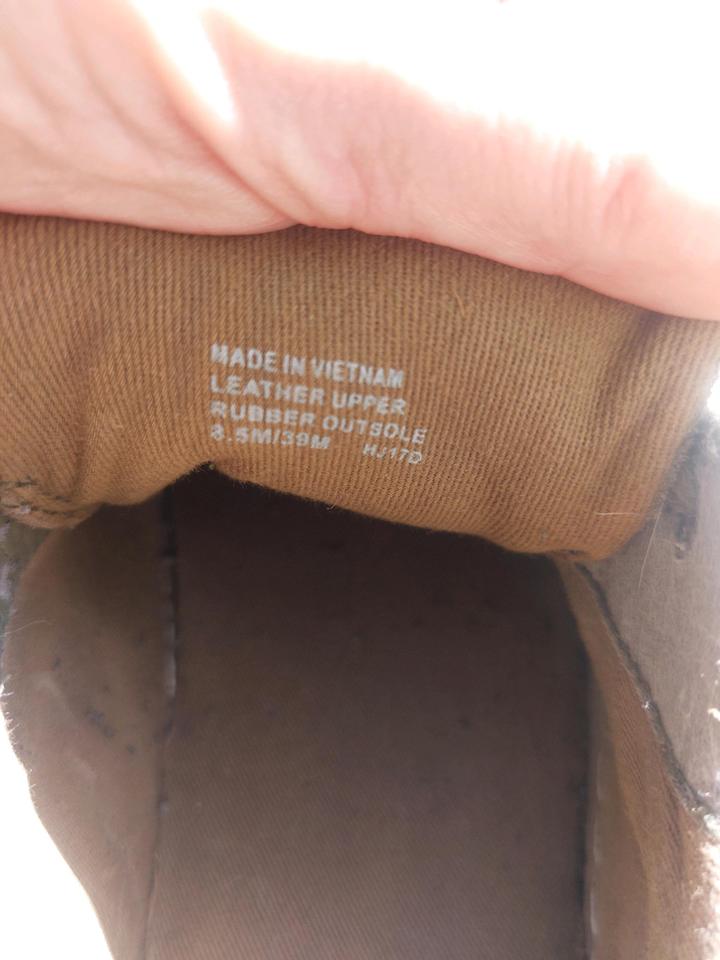 MADE IN VIETNAM
LEATHER UPPER
RUBBER OUTSOLE
8.5M/39M HJ17D